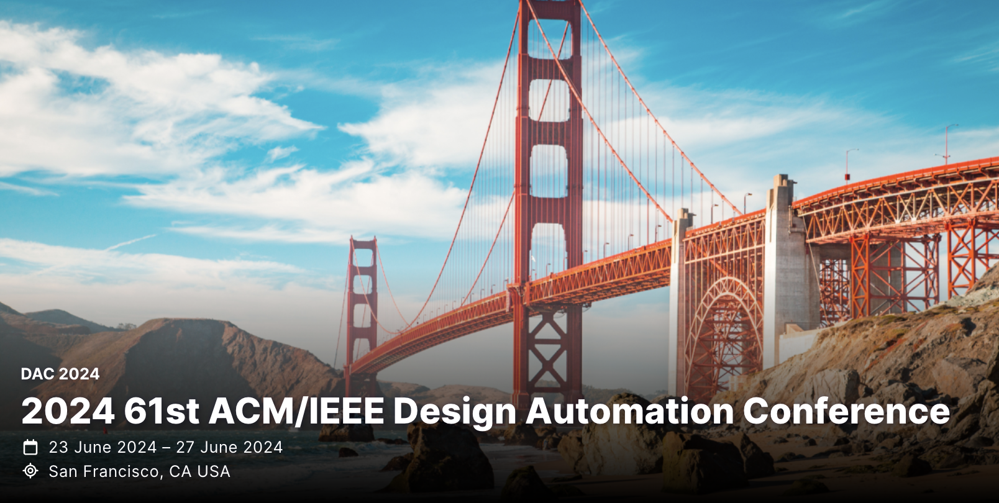 DAC 2024
2024 61st ACM/IEEE Design Automation Conference
23 June 2024 – 27 June 2024
San Francisco, CA USA